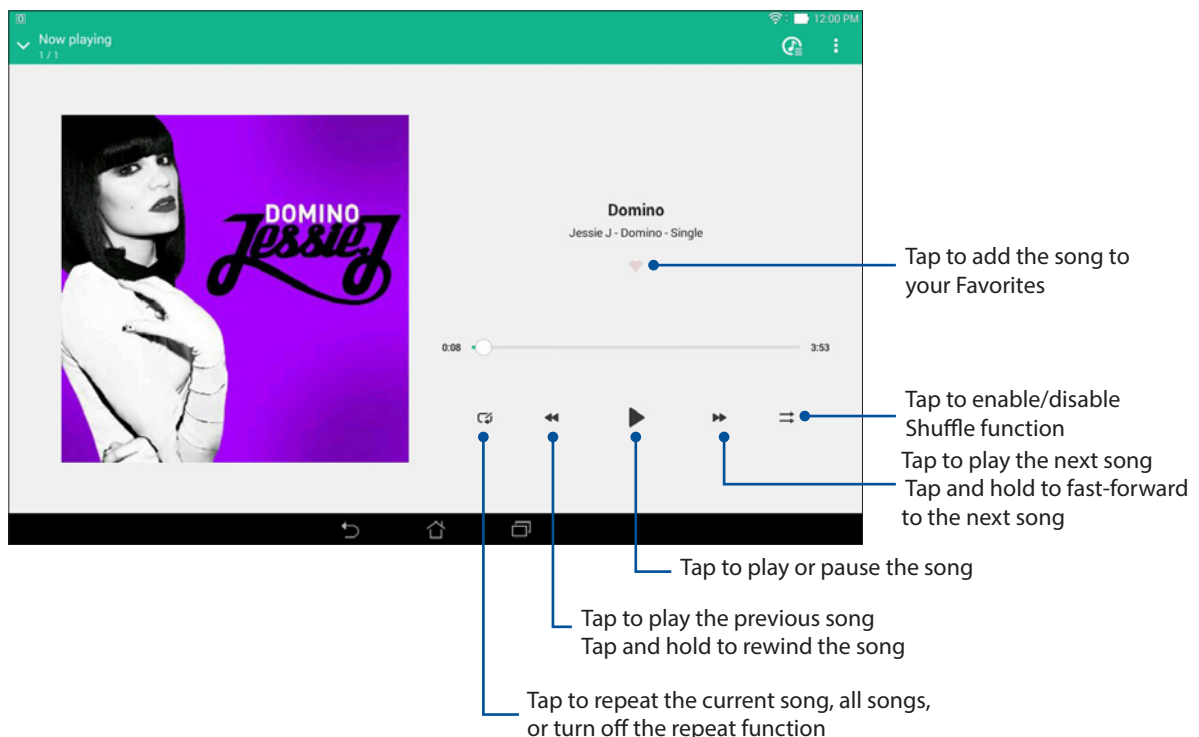 12:00 PM
Now playing
1 / 1
DOMINO
Jessie J
Domino
Jessie J - Domino - Single
Tap to add the song to
your Favorites
0:08
3:53
Tap to enable/disable
Shuffle function
Tap to play the next song
Tap and hold to fast-forward
to the next song
Tap to play or pause the song
Tap to play the previous song
Tap and hold to rewind the song
Tap to repeat the current song, all songs,
or turn off the repeat function